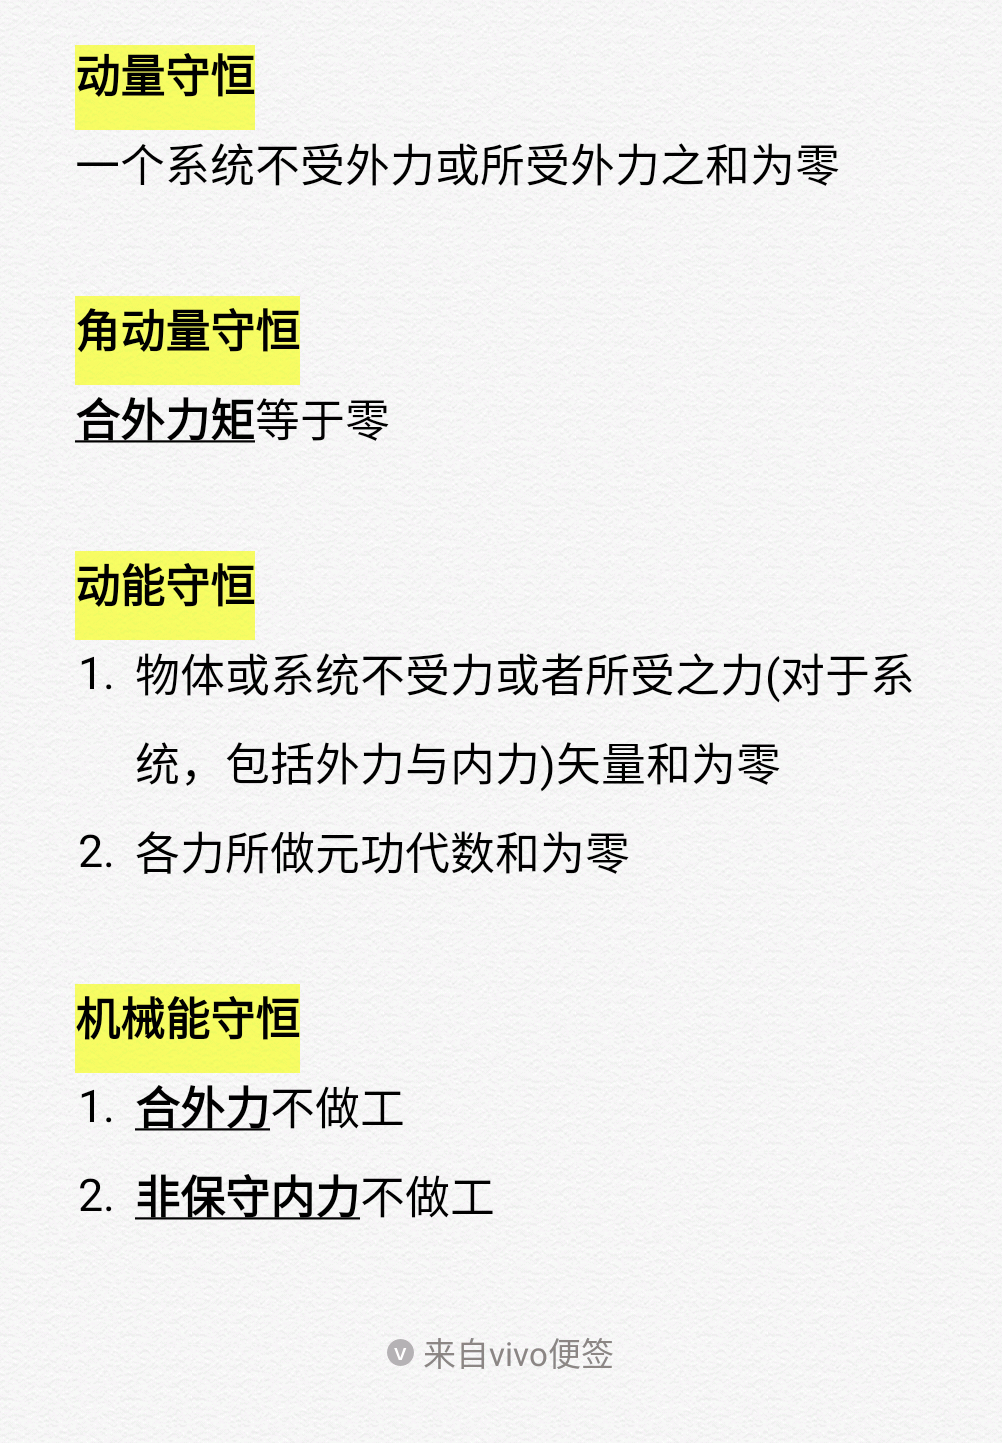 动量守恒
一个系统不受外力或所受外力之和为零
角动量守恒
合外力矩等于零
动能守恒
1. 物体或系统不受力或者所受之力(对于系
统，包括外力与内力)矢量和为零
2. 各力所做元功代数和为零
机械能守恒
1. 合外力不做工
2. 非保守内力不做工
v 来自vivo便签